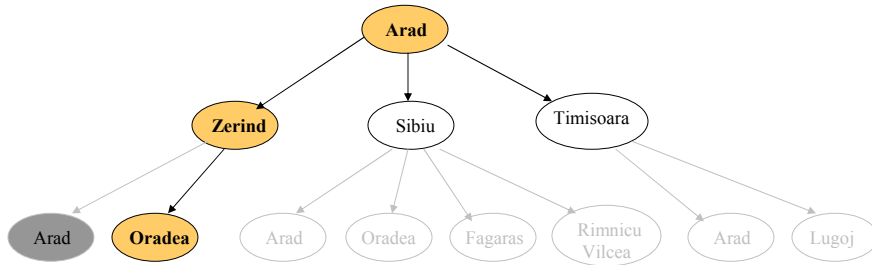 Arad
Zerind
Sibiu
Timisoara
Arad
Oradea
Arad
Oradea
Fagaras
Rimnicu
Vilcea
Arad
Lugoj